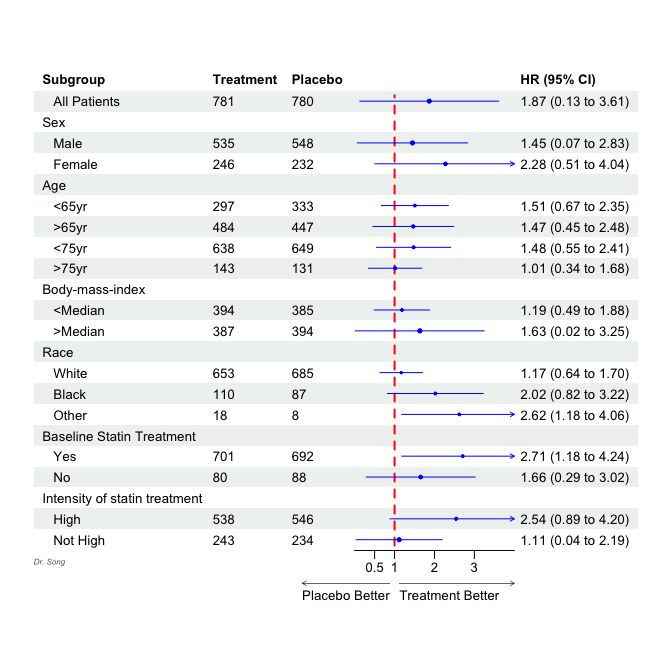 Subgroup Treatment Placebo HR (95% CI)
All Patients 781 780 1.87 (0.13 to 3.61)
Sex
Male 535 548 1.45 (0.07 to 2.83)
Female 246 232 2.28 (0.51 to 4.04)
Age
<65yr 297 333 1.51 (0.67 to 2.35)
>65yr 484 447 1.47 (0.45 to 2.48)
<75yr 638 649 1.48 (0.55 to 2.41)
>75yr 143 131 1.01 (0.34 to 1.68)
Body-mass-index
<Median 394 385 1.19 (0.49 to 1.88)
>Median 387 394 1.63 (0.02 to 3.25)
Race
White 653 685 1.17 (0.64 to 1.70)
Black 110 87 2.02 (0.82 to 3.22)
Other 18 8 2.62 (1.18 to 4.06)
Baseline Statin Treatment
Yes 701 692 2.71 (1.18 to 4.24)
No 80 88 1.66 (0.29 to 3.02)
Intensity of statin treatment
High 538 546 2.54 (0.89 to 4.20)
Not High 243 234 1.11 (0.04 to 2.19)
Dr. Song
0.5 1 2 3
Placebo Better Treatment Better